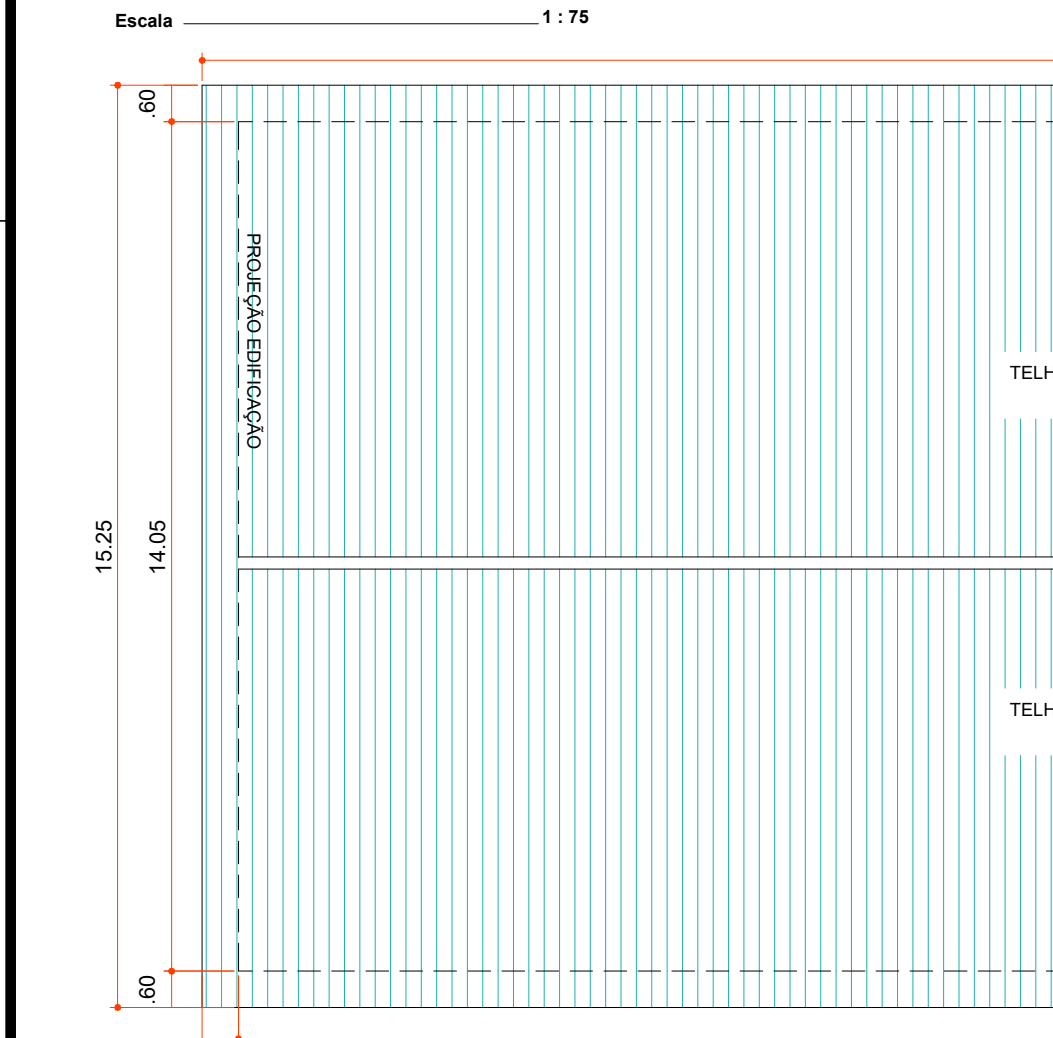 Escala 1 : 75
.60
PROJEÇÃO EDIFICAÇÃO
TELH
15.25
14.05
TELH
.60